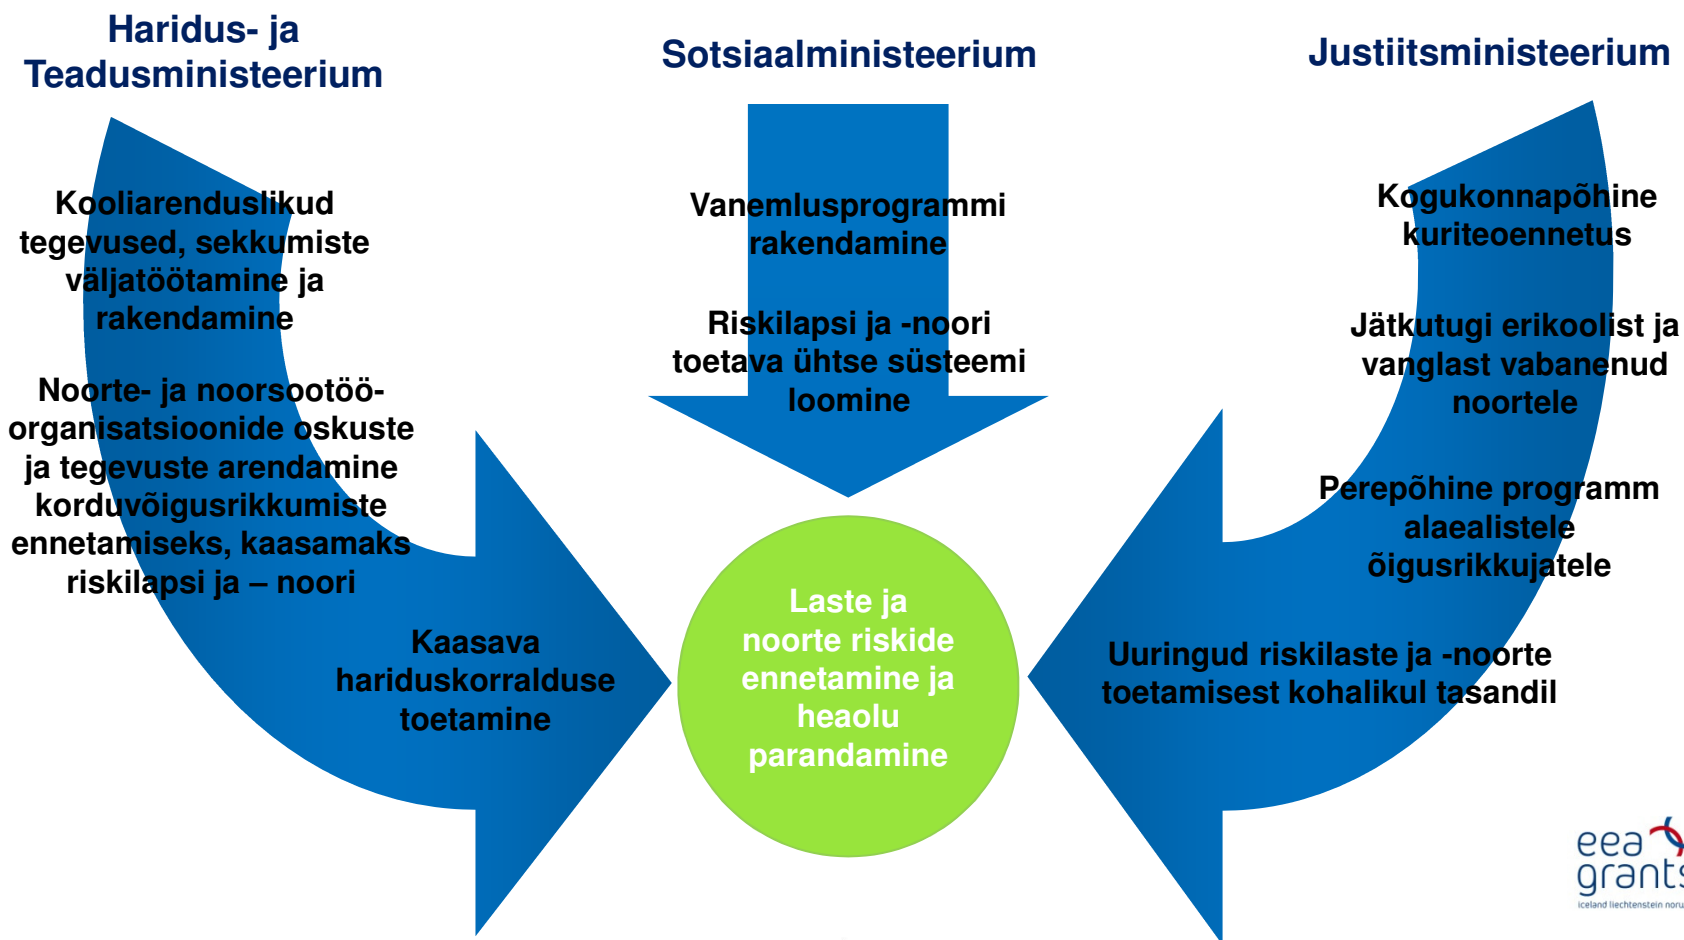 Haridus- ja
Teadusministeerium
Sotsiaalministeerium
Justiitsministeerium
Kooliarenduslikud
tegevused, sekkumiste
väljatöötamine ja
rakendamine
Noorte- ja noorsootöö-
organisatsioonide oskuste
ja tegevuste arendamine
korduvõigusrikkumiste
ennetamiseks, kaasamaks
riskilapsi ja – noori
Kaasava
hariduskorralduse
toetamine
Vanemlusprogrammi
rakendamine
Riskilapsi ja -noori
toetava ühtse süsteemi
loomine
Laste ja
noorte riskide
ennetamine ja
heaolu
parandamine
Kogukonnapõhine
kuriteoennetus
Jätkutugi erikoolist ja
vanglast vabanenud
noortele
Perepõhine programm
alaealistele
õigusrikkujatele
Uuringud riskilaste ja -noorte
toetamisest kohalikul tasandil
eea
grants
iceland liechtenstein